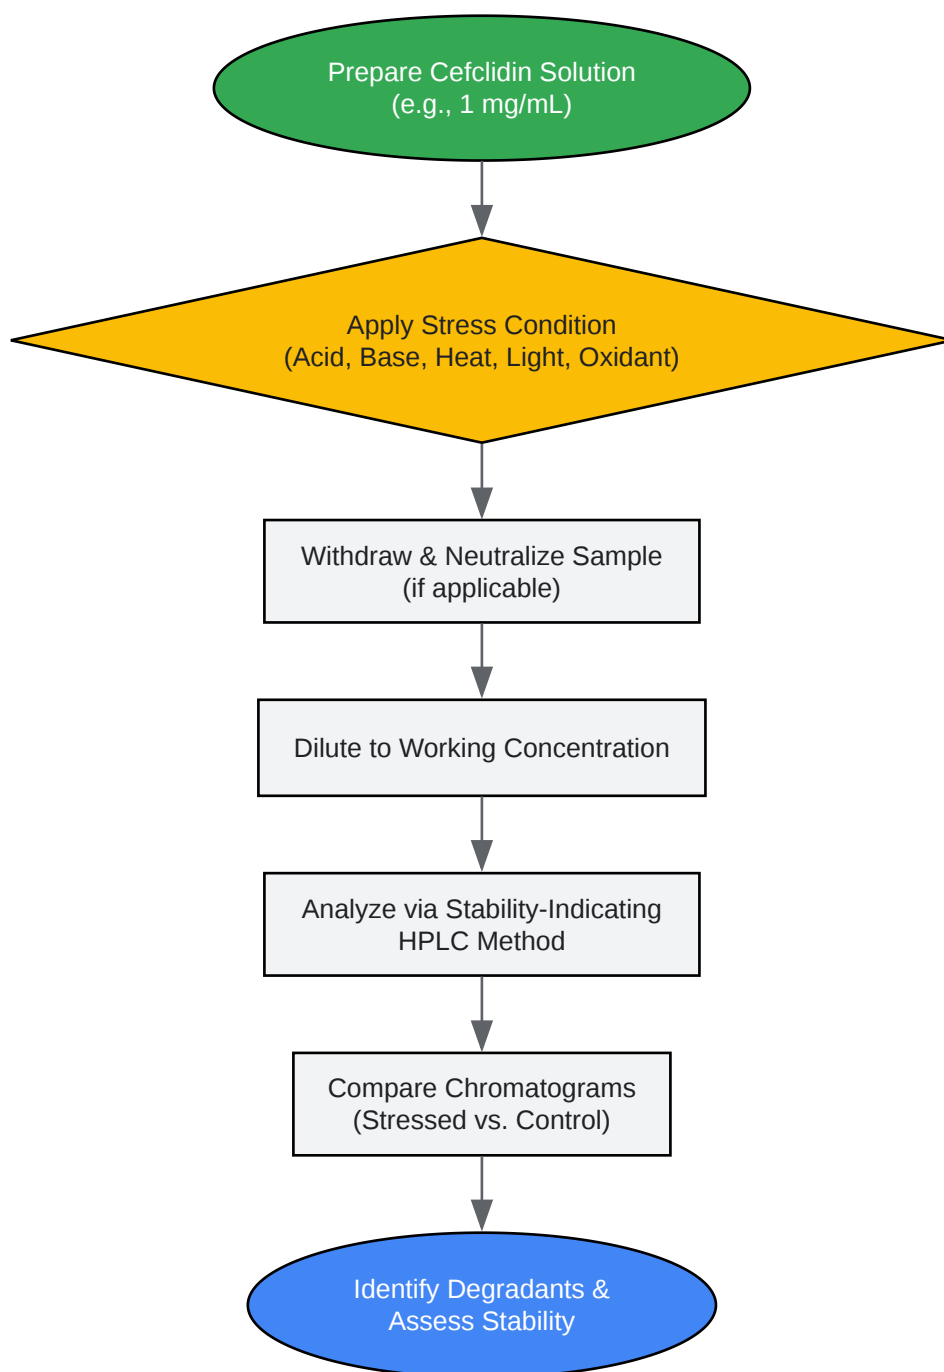 Prepare Cefclidin Solution
(e.g., 1 mg/mL)
Apply Stress Condition
(Acid, Base, Heat, Light, Oxidant)
Withdraw & Neutralize Sample
(if applicable)
Dilute to Working Concentration
Analyze via Stability-Indicating
HPLC Method
Compare Chromatograms
(Stressed vs. Control)
Identify Degradants &
Assess Stability